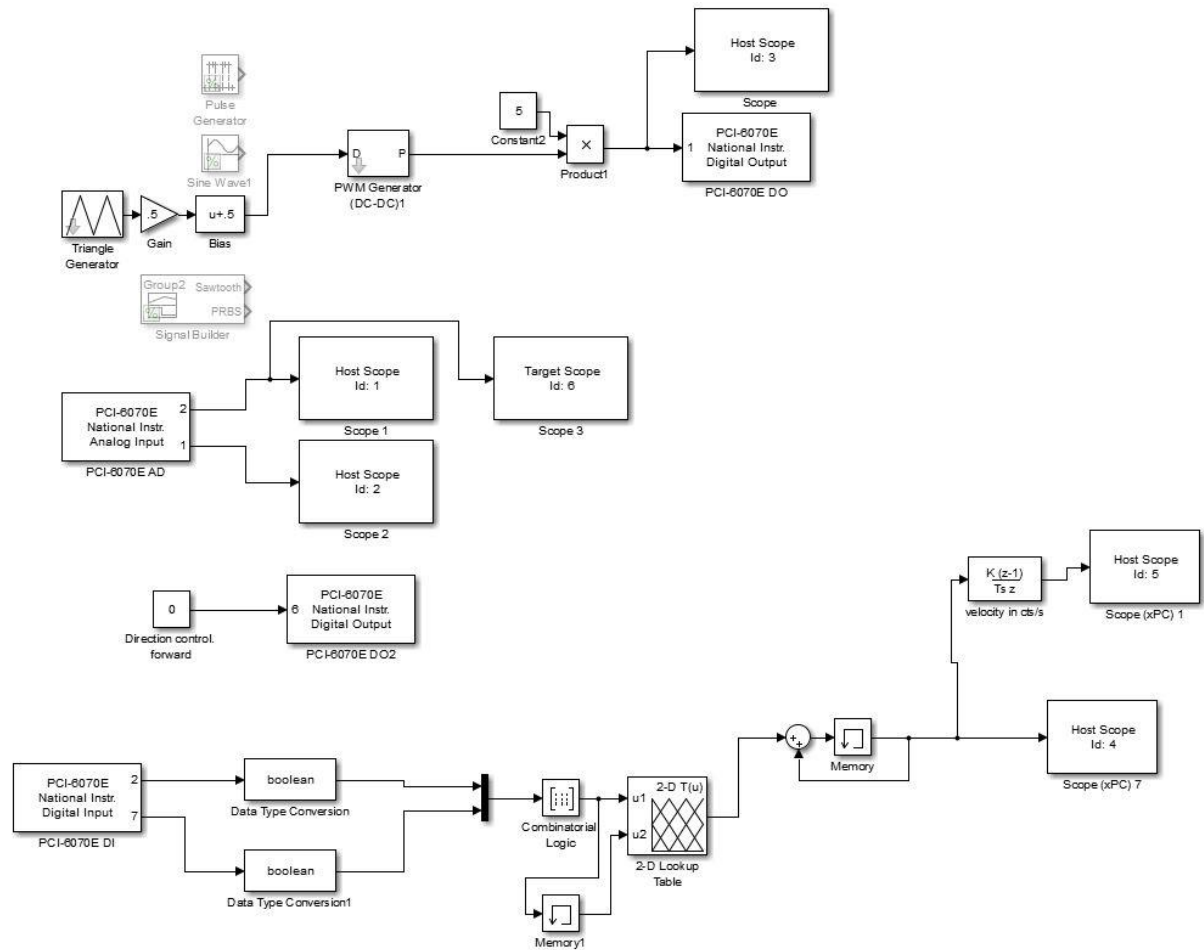 Host Scope
Id: 3
Scope
Pulse
Generator
5
Constant2
×
Product1
PCI-6070E
National Instr.
Digital Output
1
PCI-6070E DO
%
Sine Wave1
D
P
PWM Generator
(DC-DC)1
Triangle
Generator
.5
Gain
u+.5
Bias
Group2
Sawtooth
PRBS
%
Signal Builder
Host Scope
Id: 1
Scope 1
Target Scope
Id: 6
Scope 3
PCI-6070E
National Instr.
Analog Input
2
1
PCI-6070E AD
Host Scope
Id: 2
Scope 2
0
Direction control.
forward
6
PCI-6070E
National Instr.
Digital Output
PCI-6070E DO2
K (z-1)
Ts z
velocity in cts/s
Host Scope
Id: 5
Scope (xPC) 1
+
+
Memory
Host Scope
Id: 4
Scope (xPC) 7
PCI-6070E
National Instr.
Digital Input
2
7
PCI-6070E DI
boolean
Data Type Conversion
boolean
Data Type Conversion1
Combinatorial
Logic
2-D T(u)
u1
u2
2-D Lookup
Table
Memory1